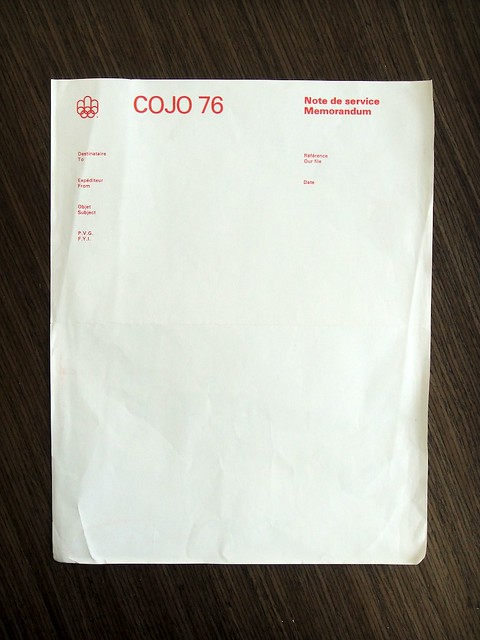 COJO 76
Note de service
Memorandum
Destinataire
To
Référence
Our file
Expéditeur
From
Date
Objet
Subject
P.V.G.
F.Y.I.